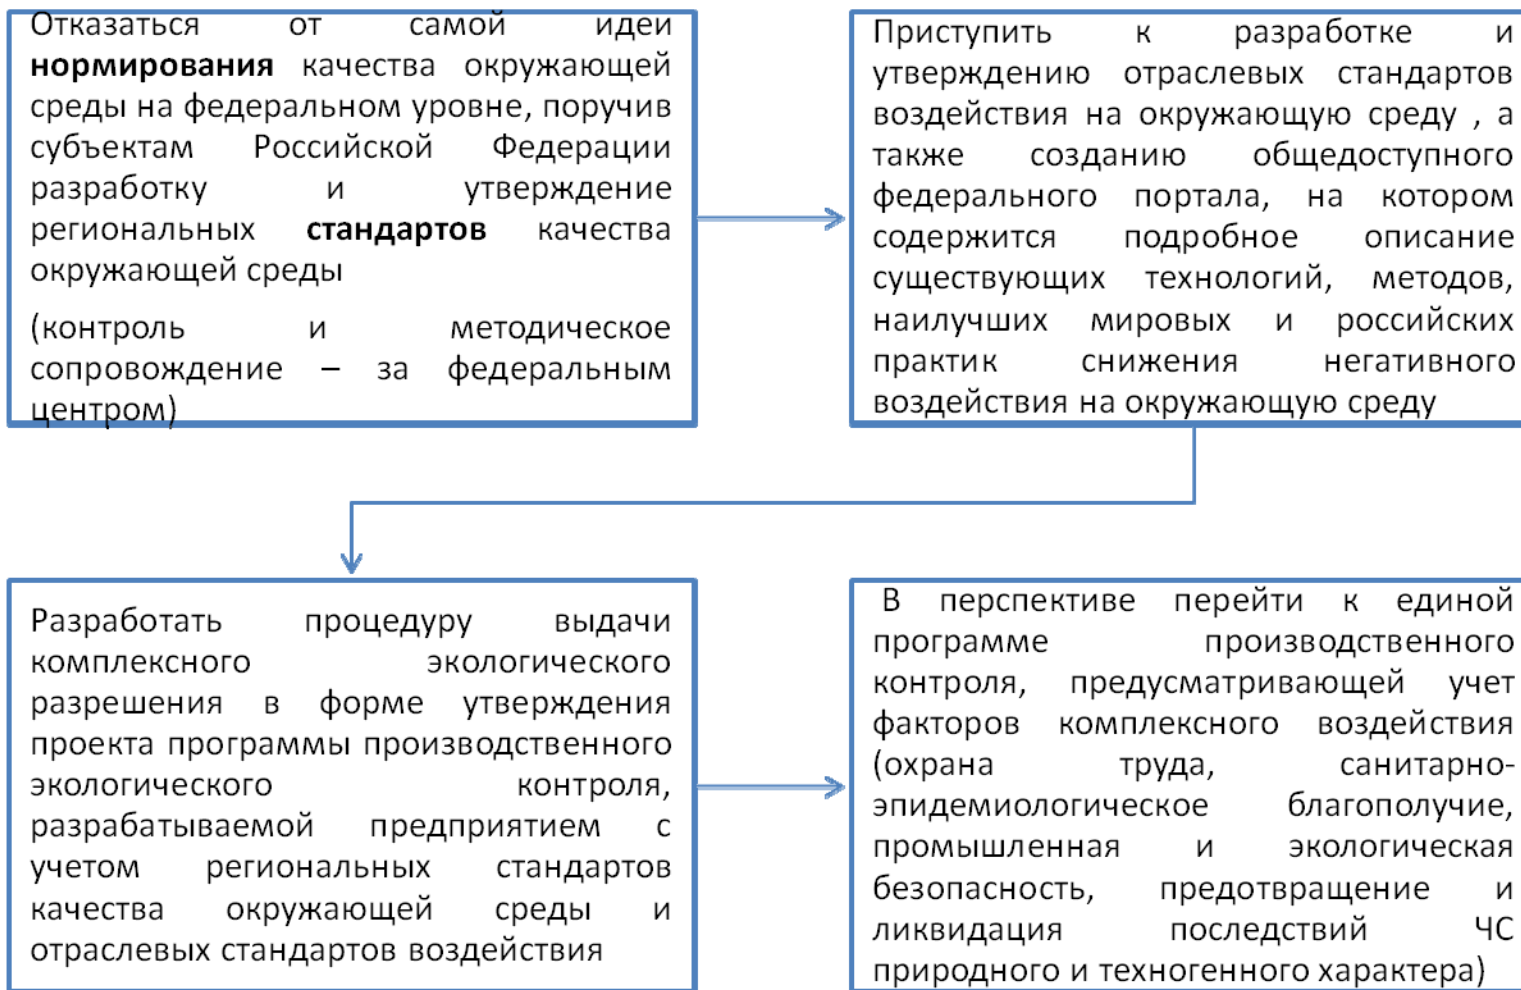 Отказаться от самой идеи
нормирования качества окружающей
среды на федеральном уровне, поручив
субъектам Российской Федерации
разработку и утверждение
региональных стандартов качества
окружающей среды
(контроль и методическое
сопровождение – за федеральным
центром)
Приступить к разработке и
утверждению отраслевых стандартов
воздействия на окружающую среду , а
также созданию общедоступного
федерального портала, на котором
содержится подробное описание
существующих технологий, методов,
наилучших мировых и российских
практик снижения негативного
воздействия на окружающую среду
Разработать процедуру выдачи
комплексного экологического
разрешения в форме утверждения
проекта программы производственного
экологического контроля,
разрабатываемой предприятием с
учетом региональных стандартов
качества окружающей среды и
отраслевых стандартов воздействия
В перспективе перейти к единой
программе производственного
контроля, предусматривающей учет
факторов комплексного воздействия
(охрана труда, санитарно-
эпидемиологическое благополучие,
промышленная и экологическая
безопасность, предотвращение и
ликвидация последствий ЧС
природного и техногенного характера)